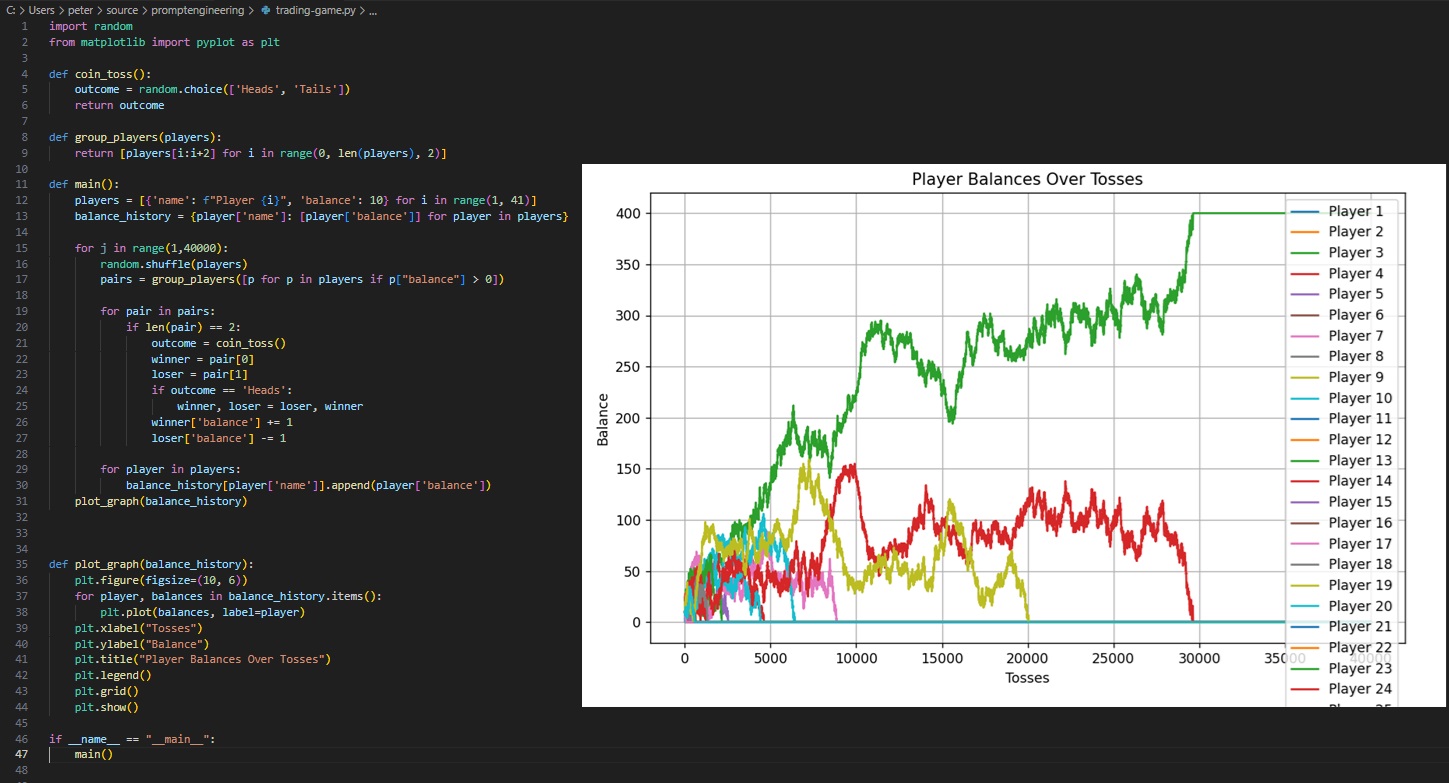 C: > Users > peter > source > promptengineering > trading-game.py > ...
1 import random
2 from matplotlib import pyplot as plt
3
4 def coin_toss():
5     outcome = random.choice(['Heads', 'Tails'])
6     return outcome
7
8 def group_players(players):
9     return [players[i:i+2] for i in range(0, len(players), 2)]
10
11 def main():
12     players = [{'name': f"Player {i}", 'balance': 10} for i in range(1, 41)]
13     balance_history = {player['name']: [player['balance']] for player in players}
14
15     for j in range(1,40000):
16         random.shuffle(players)
17         pairs = group_players([p for p in players if p["balance"] > 0])
18
19         for pair in pairs:
20             if len(pair) == 2:
21                 outcome = coin_toss()
22                 winner = pair[0]
23                 loser = pair[1]
24                 if outcome == 'Heads':
25                     winner, loser = loser, winner
26                 winner['balance'] += 1
27                 loser['balance'] -= 1
28
29         for player in players:
30             balance_history[player['name']].append(player['balance'])
31     plot_graph(balance_history)
32
33
34
35 def plot_graph(balance_history):
36     plt.figure(figsize=(10, 6))
37     for player, balances in balance_history.items():
38         plt.plot(balances, label=player)
39     plt.xlabel("Tosses")
40     plt.ylabel("Balance")
41     plt.title("Player Balances Over Tosses")
42     plt.legend()
43     plt.grid()
44     plt.show()
45
46 if __name__ == "__main__":
47     main()
48
Player Balances Over Tosses
Balance
400
350
300
250
200
150
100
50
0
0 5000 10000 15000 20000 25000 30000 35000 40000
Tosses
Player 1
Player 2
Player 3
Player 4
Player 5
Player 6
Player 7
Player 8
Player 9
Player 10
Player 11
Player 12
Player 13
Player 14
Player 15
Player 16
Player 17
Player 18
Player 19
Player 20
Player 21
Player 22
Player 23
Player 24